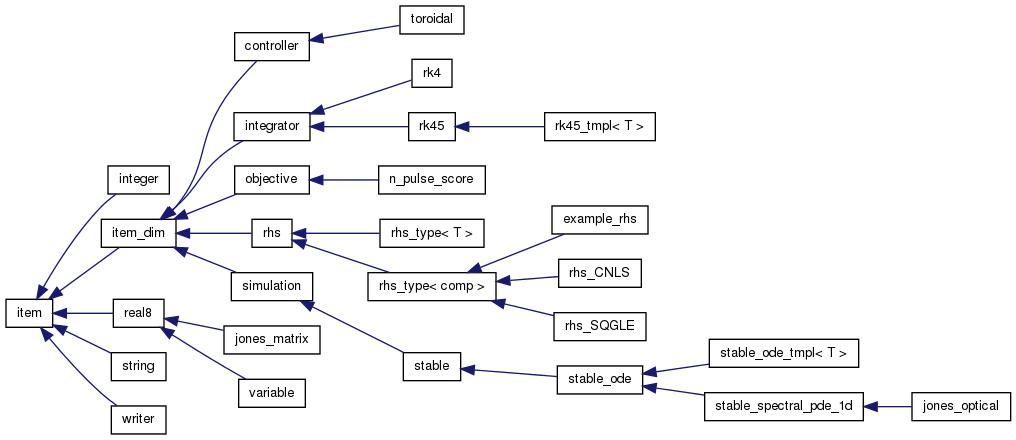 toroidal
controller
rk4
integrator
rk45
rk45_tmpl< T >
integer
objective
n_pulse_score
item_dim
rhs
rhs_type< T >
example_rhs
simulation
rhs_type< comp >
rhs_CNLS
item
real8
rhs_SQGLE
jones_matrix
stable_ode_tmpl< T >
string
stable
stable_ode
variable
stable_spectral_pde_1d
jones_optical
writer